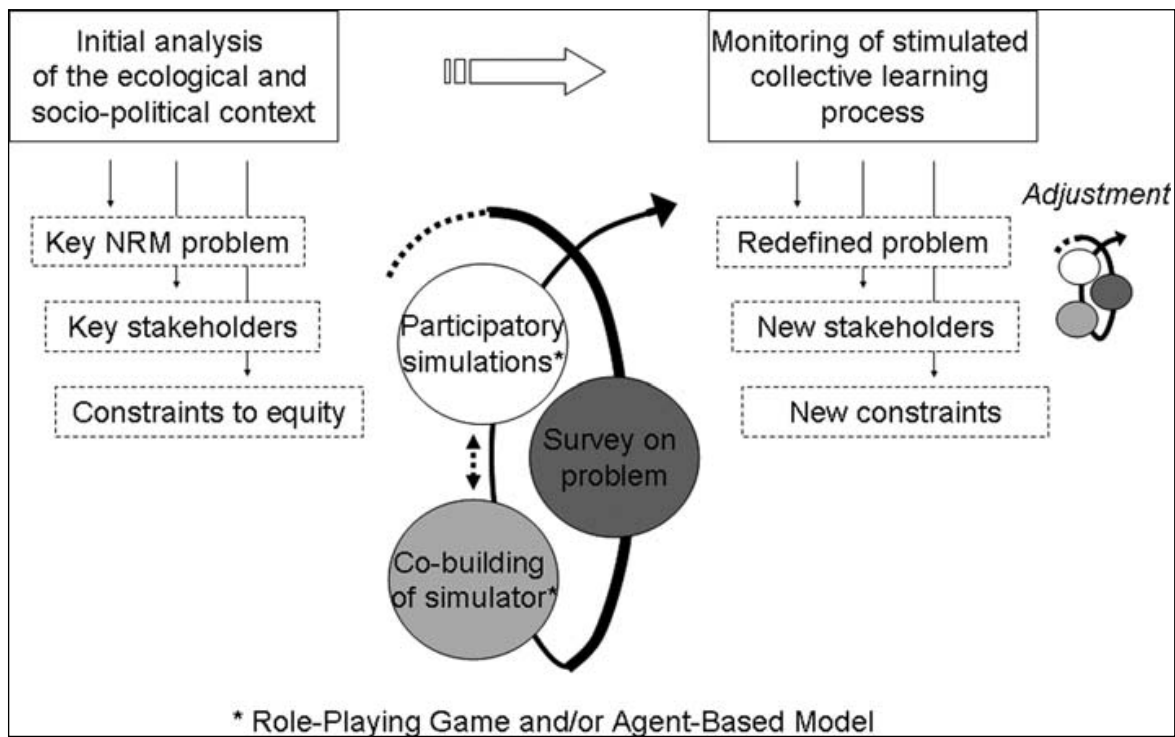 Initial analysis
of the ecological and
socio-political context
Monitoring of stimulated
collective learning
process
Adjustment
Key NRM problem
Key stakeholders
Constraints to equity
Redefined problem
New stakeholders
New constraints
Participatory
simulations*
Survey on
problem
Co-building
of simulator*
* Role-Playing Game and/or Agent-Based Model